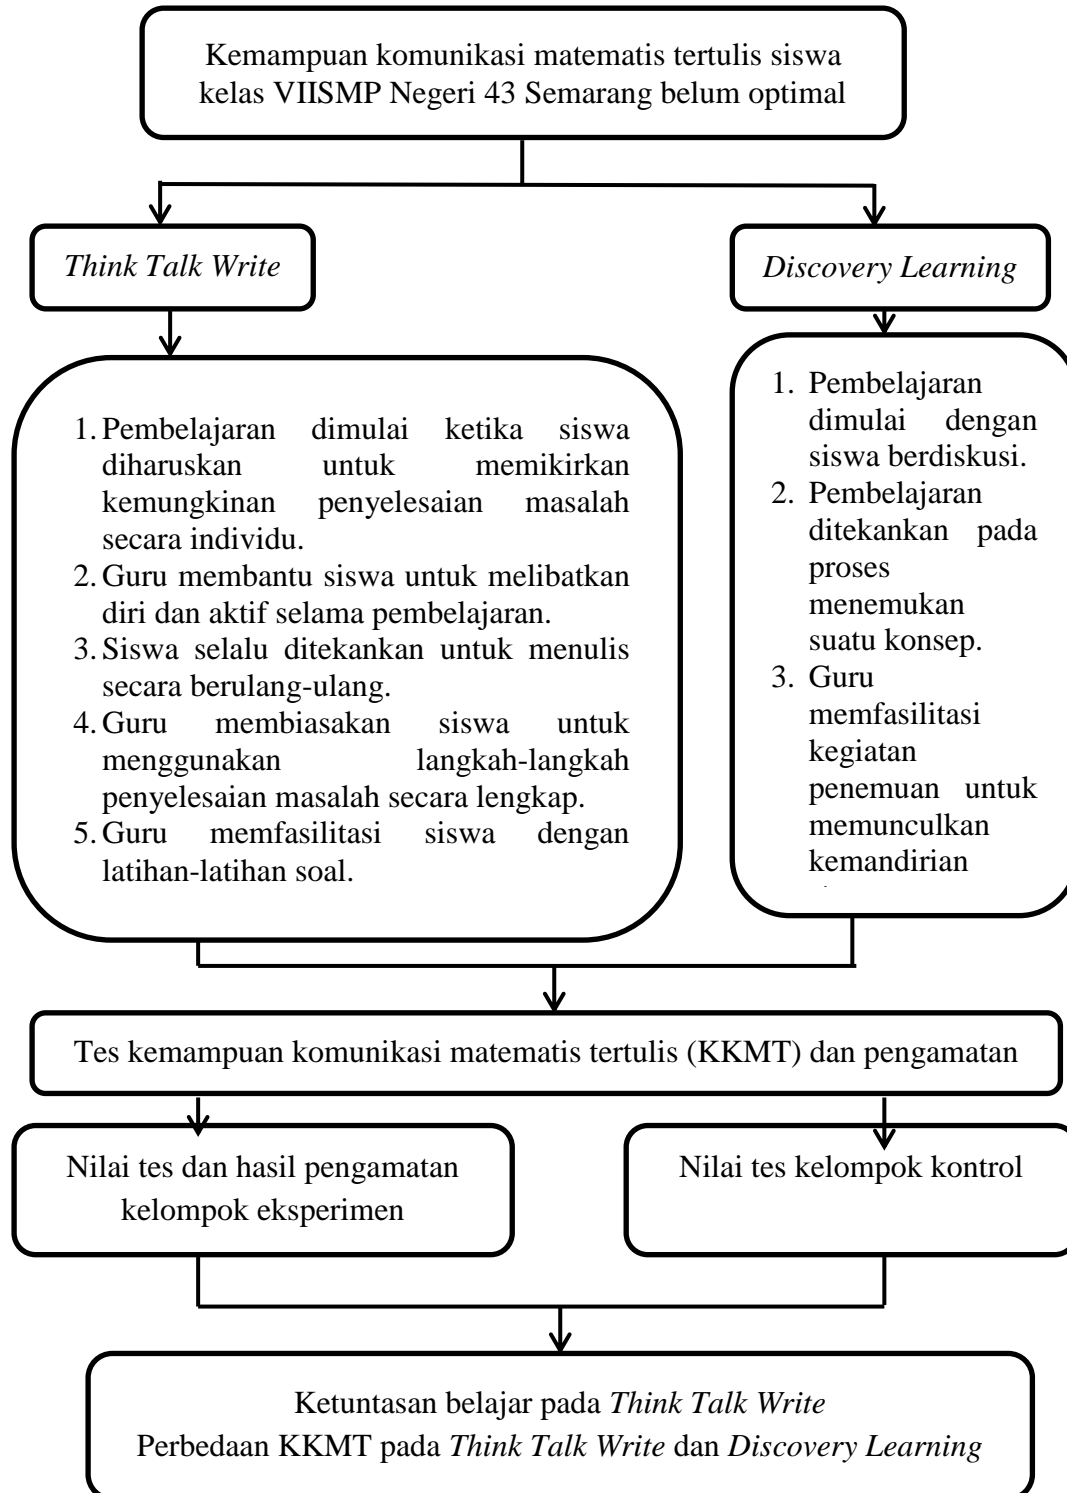 Kemampuan komunikasi matematis tertulis siswa
kelas VIISMP Negeri 43 Semarang belum optimal
Think Talk Write
Discovery Learning
1. Pembelajaran dimulai ketika siswa
diharuskan untuk memikirkan
kemungkinan penyelesaian masalah
secara individu.
2. Guru membantu siswa untuk melibatkan
diri dan aktif selama pembelajaran.
3. Siswa selalu ditekankan untuk menulis
secara berulang-ulang.
4. Guru membiasakan siswa untuk
menggunakan langkah-langkah
penyelesaian masalah secara lengkap.
5. Guru memfasilitasi siswa dengan
latihan-latihan soal.
1. Pembelajaran
dimulai dengan
siswa berdiskusi.
2. Pembelajaran
ditekankan pada
proses
menemukan
suatu konsep.
3. Guru
memfasilitasi
kegiatan
penemuan untuk
memunculkan
kemandirian
Tes kemampuan komunikasi matematis tertulis (KKMT) dan pengamatan
Nilai tes dan hasil pengamatan
kelompok eksperimen
Nilai tes kelompok kontrol
Ketuntasan belajar pada Think Talk Write
Perbedaan KKMT pada Think Talk Write dan Discovery Learning